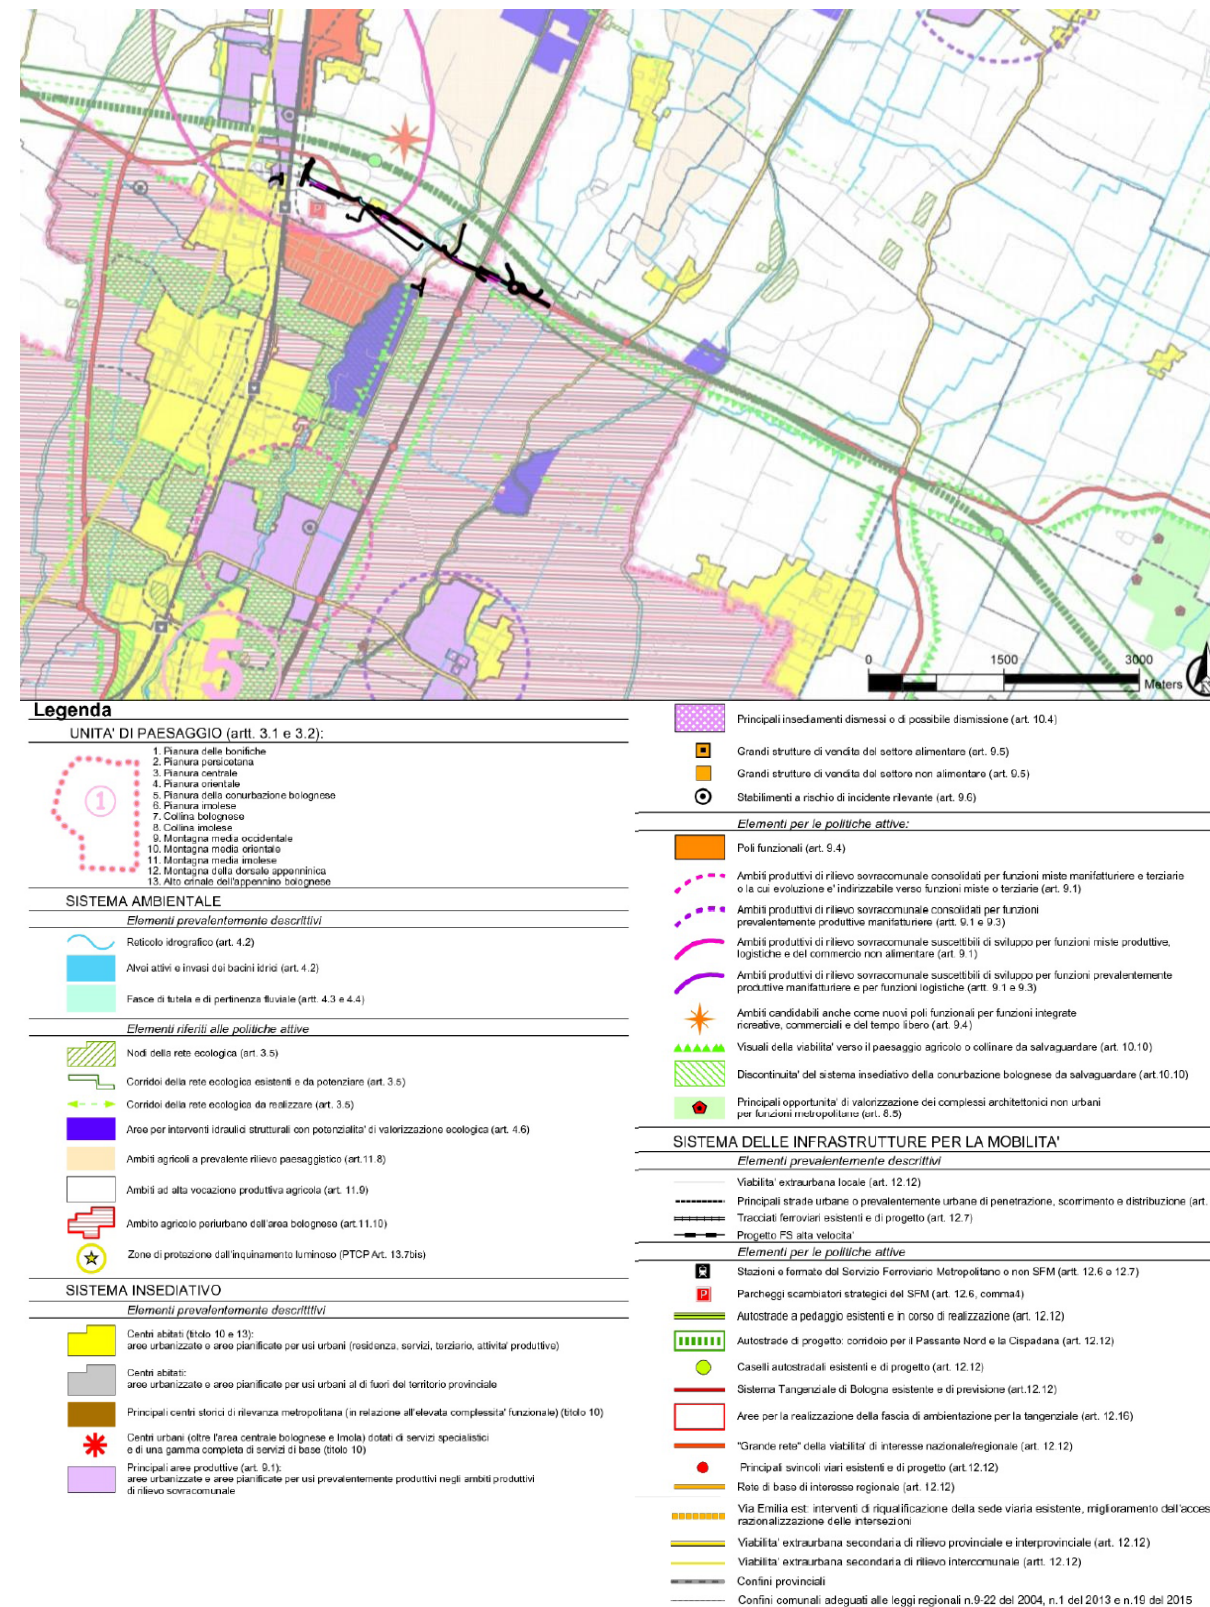 P
5
0
1500
3000
Meters
Legenda
UNITA' DI PAESAGGIO (artt. 3.1 e 3.2):
1
1. Pianura delle bonifiche
2. Pianura persicetana
3. Pianura centrale
4. Pianura orientale
5. Pianura della conurbazione bolognese
6. Pianura imolese
7. Collina bolognese
8. Collina imolese
9. Montagna media occidentale
10. Montagna media orientale
11. Montagna media imolese
12. Montagna della dorsale appenninica
13. Alto crinale dell'appennino bolognese
SISTEMA AMBIENTALE
Elementi prevalentemente descrittivi
Reticolo idrografico (art. 4.2)
Alvei attivi e invasi dei bacini idrici (art. 4.2)
Fasce di tutela e di pertinenza fluviale (artt. 4.3 e 4.4)
Elementi riferiti alle politiche attive
Nodi della rete ecologica (art. 3.5)
Corridoi della rete ecologica esistenti e da potenziare (art. 3.5)
Corridoi della rete ecologica da realizzare (art. 3.5)
Aree per interventi idraulici strutturali con potenzialita' di valorizzazione ecologica (art. 4.6)
Ambiti agricoli a prevalente rilievo paesaggistico (art.11.8)
Ambiti ad alta vocazione produttiva agricola (art. 11.9)
Ambito agricolo periurbano dell'area bolognese (art.11.10)
Zone di protezione dall'inquinamento luminoso (PTCP Art. 13.7bis)
SISTEMA INSEDIATIVO
Elementi prevalentemente descritttivi
Centri abitati (titolo 10 e 13):
aree urbanizzate e aree pianificate per usi urbani (residenza, servizi, terziario, attivita' produttive)
Centri abitati:
aree urbanizzate e aree pianificate per usi urbani al di fuori del territorio provinciale
Principali centri storici di rilevanza metropolitana (in relazione all'elevata complessita' funzionale) (titolo 10)
Centri urbani (oltre l'area centrale bolognese e Imola) dotati di servizi specialistici
e di una gamma completa di servizi di base (titolo 10)
Principali aree produttive (art. 9.1):
aree urbanizzate e aree pianificate per usi prevalentemente produttivi negli ambiti produttivi
di rilievo sovracomunale
Principali insediamenti dismessi o di possibile dismissione (art. 10.4)
Grandi strutture di vendita del settore alimentare (art. 9.5)
Grandi strutture di vendita del settore non alimentare (art. 9.5)
Stabilimenti a rischio di incidente rilevante (art. 9.6)
Elementi per le politiche attive:
Poli funzionali (art. 9.4)
Ambiti produttivi di rilievo sovracomunale consolidati per funzioni miste manifatturiere e terziarie
o la cui evoluzione e' indirizzabile verso funzioni miste o terziarie (art. 9.1)
Ambiti produttivi di rilievo sovracomunale consolidati per funzioni
prevalentemente produttive manifatturiere (artt. 9.1 e 9.3)
Ambiti produttivi di rilievo sovracomunale suscettibili di sviluppo per funzioni miste produttive,
logistiche e del commercio non alimentare (art. 9.1)
Ambiti produttivi di rilievo sovracomunale suscettibili di sviluppo per funzioni prevalentemente
produttive manifatturiere e per funzioni logistiche (artt. 9.1 e 9.3)
Ambiti candidabili anche come nuovi poli funzionali per funzioni integrate
ricreative, commerciali e del tempo libero (art. 9.4)
Visuali della viabilita' verso il paesaggio agricolo o collinare da salvaguardare (art. 10.10)
Discontinuita' del sistema insediativo della conurbazione bolognese da salvaguardare (art.10.10)
Principali opportunita' di valorizzazione dei complessi architettonici non urbani
per funzioni metropolitane (art. 8.5)
SISTEMA DELLE INFRASTRUTTURE PER LA MOBILITA'
Elementi prevalentemente descrittivi
Viabilita' extraurbana locale (art. 12.12)
Principali strade urbane o prevalentemente urbane di penetrazione, scorrimento e distribuzione (art.
Tracciati ferroviari esistenti e di progetto (art. 12.7)
Progetto FS alta velocita'
Elementi per le politiche attive
Stazioni e fermate del Servizio Ferroviario Metropolitano o non SFM (artt. 12.6 e 12.7)
P Parcheggi scambiatori strategici del SFM (art. 12.6, comma4)
Autostrade a pedaggio esistenti e in corso di realizzazione (art. 12.12)
Autostrade di progetto: corridoio per il Passante Nord e la Cispadana (art. 12.12)
Caselli autostradali esistenti e di progetto (art. 12.12)
Sistema Tangenziale di Bologna esistente e di previsione (art.12.12)
Aree per la realizzazione della fascia di ambientazione per la tangenziale (art. 12.16)
"Grande rete" della viabilita' di interesse nazionale/regionale (art. 12.12)
Principali svincoli viari esistenti e di progetto (art.12.12)
Rete di base di interesse regionale (art. 12.12)
Via Emilia est: interventi di riqualificazione della sede viaria esistente, miglioramento dell'acces
razionalizzazione delle intersezioni
Viabilita' extraurbana secondaria di rilievo provinciale e interprovinciale (art. 12.12)
Viabilita' extraurbana secondaria di rilievo intercomunale (artt. 12.12)
Confini provinciali
Confini comunali adeguati alle leggi regionali n.9-22 del 2004, n.1 del 2013 e n.19 del 2015